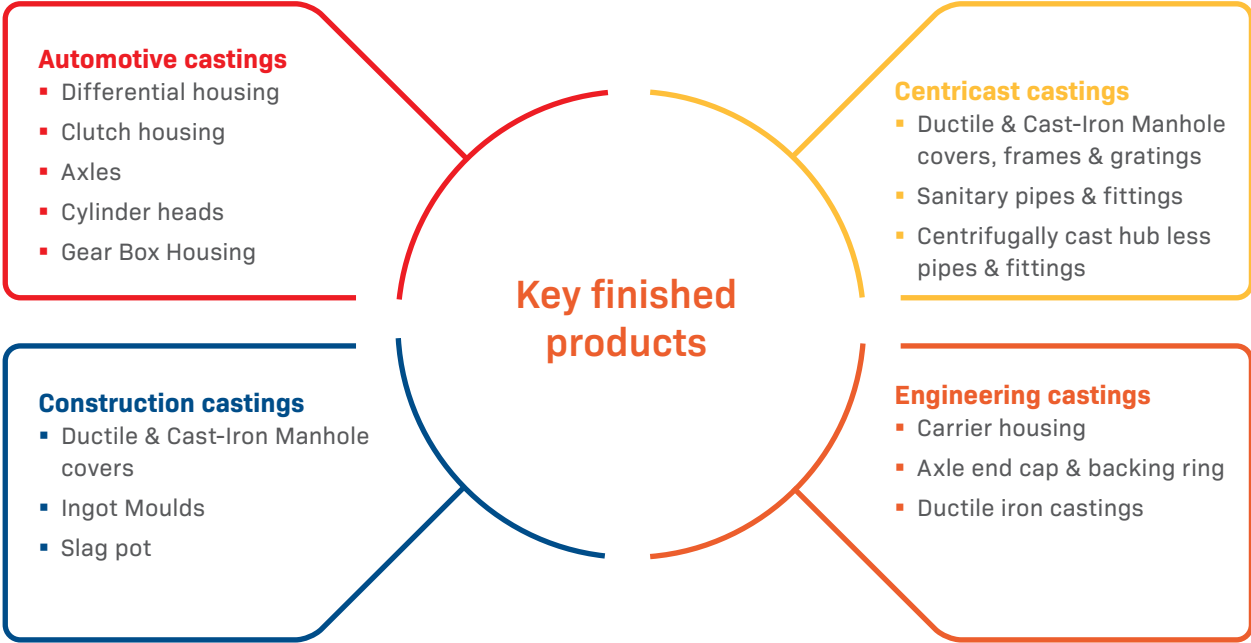 Automotive castings
▪ Differential housing
▪ Clutch housing
▪ Axles
▪ Cylinder heads
▪ Gear Box Housing
Centricast castings
▪ Ductile & Cast-Iron Manhole
covers, frames & gratings
▪ Sanitary pipes & fittings
▪ Centrifugally cast hub less
pipes & fittings
Key finished
products
Construction castings
▪ Ductile & Cast-Iron Manhole
covers
▪ Ingot Moulds
▪ Slag pot
Engineering castings
▪ Carrier housing
▪ Axle end cap & backing ring
▪ Ductile iron castings